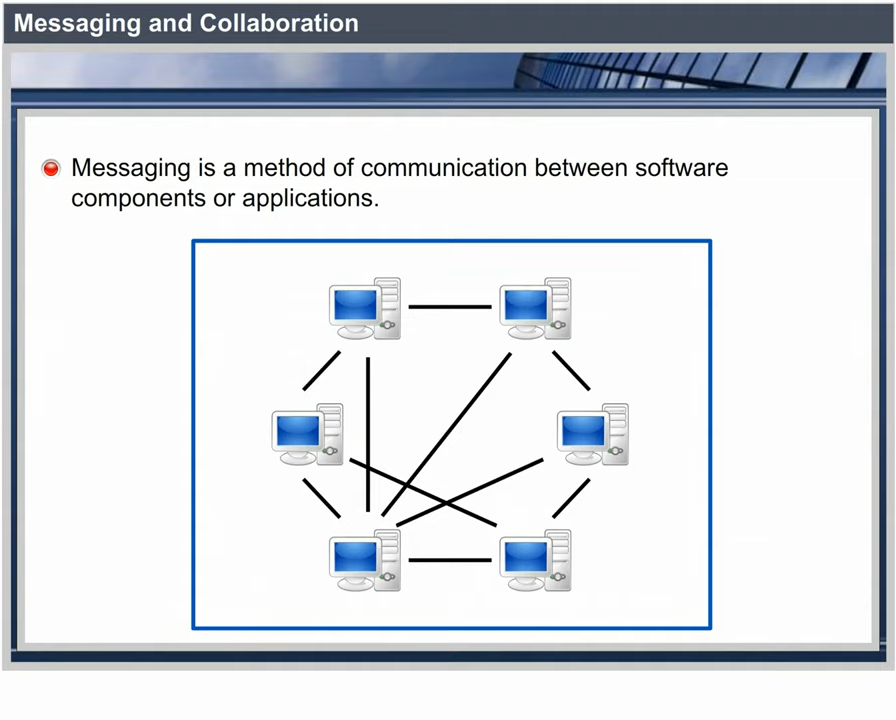 Messaging and Collaboration
Messaging is a method of communication between software
components or applications.